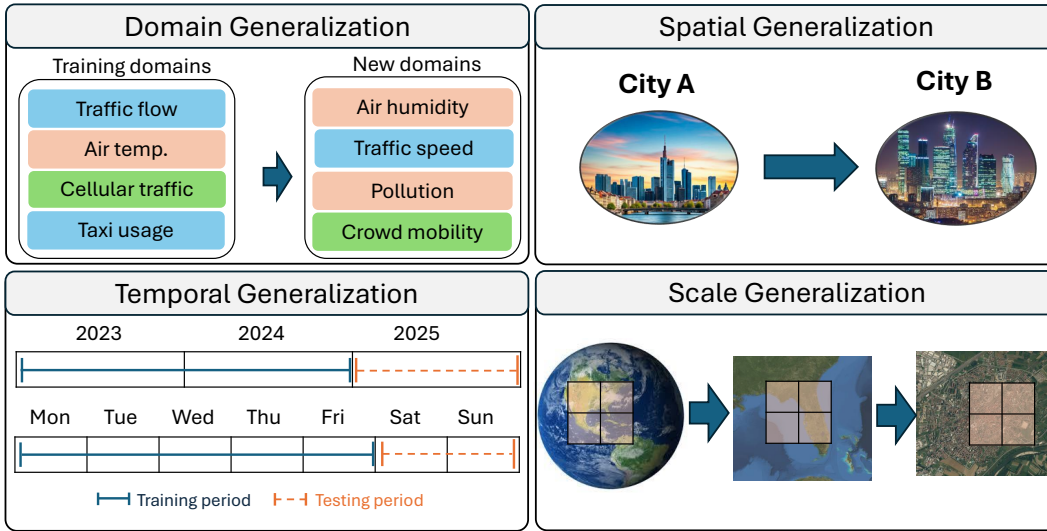 Domain Generalization
Training domains
New domains
Traffic flow
Air temp.
Cellular traffic
Taxi usage
Air humidity
Traffic speed
Pollution
Crowd mobility
Spatial Generalization
City A
City B
Temporal Generalization
2023 2024 2025
Mon Tue Wed Thu Fri Sat Sun
Training period Testing period
Scale Generalization